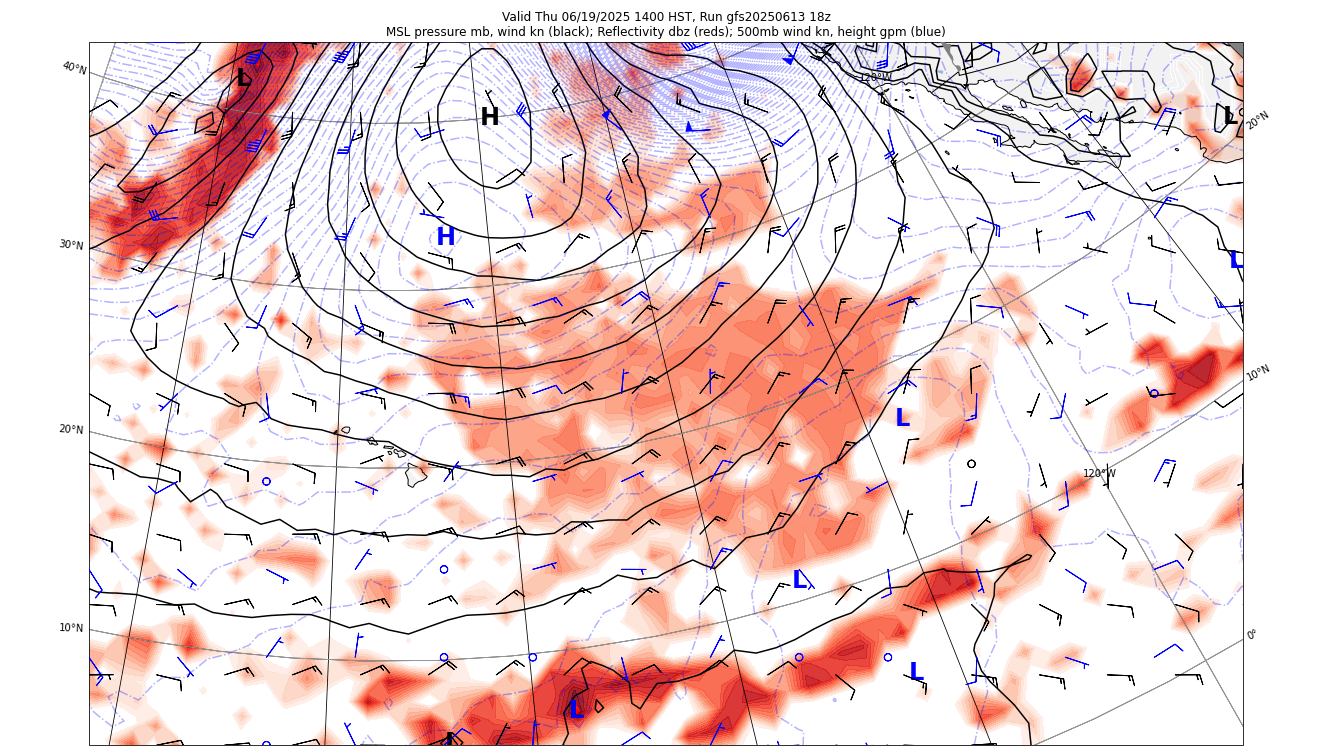 Valid Thu 06/19/2025 1400 HST, Run gfs20250613 18z
MSL pressure mb, wind kn (black); Reflectivity dbz (reds); 500mb wind kn, height gpm (blue)
40°N
L
H
120°W
L
20°N
30°N
H
L
10°N
20°N
L
120°W
L
10°N
0°
L
L
L